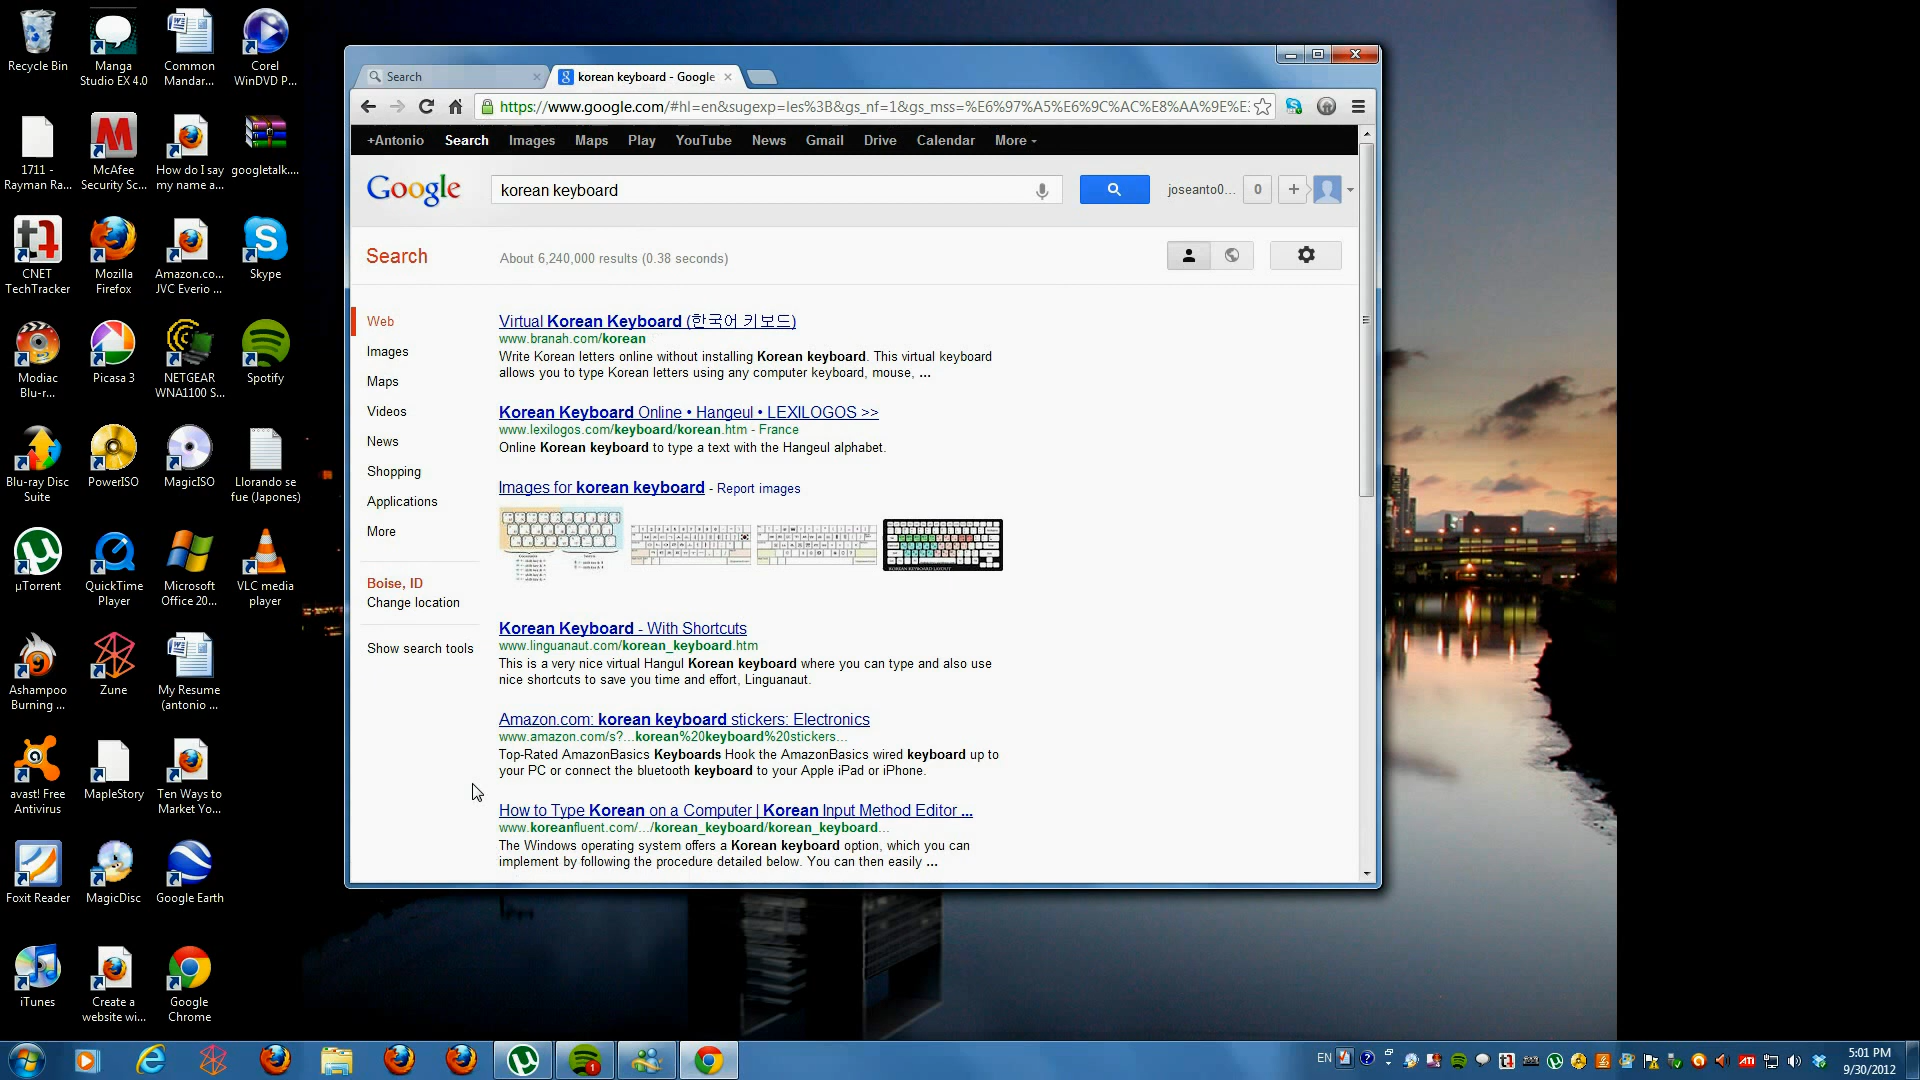 Recycle Bin
Manga
Studio EX 4.0
Common
Mandar...
Corel
WinDVD P...
1711 -
Rayman Ra...
McAfee
Security Sc...
How do I say
my name a...
googletalk....
CNET
TechTracker
Mozilla
Firefox
Amazon.co...
JVC Everio ...
Skype
Modiac
Blu-r...
Picasa 3
NETGEAR
WNA1100 S...
Spotify
Blu-ray Disc
Suite
PowerISO
MagicISO
Llorando se
fue (Japones)
µTorrent
QuickTime
Player
Microsoft
Office 20...
VLC media
player
Ashampoo
Burning ...
Zune
My Resume
(antonio ...
avast! Free
Antivirus
MapleStory
Ten Ways to
Market Yo...
Foxit Reader
MagicDisc
Google Earth
iTunes
Create a
website wi...
Google
Chrome
Search
korean keyboard - Google
https://www.google.com/#hl=en&sugexp=les%3B&gs_nf=1&gs_mss=%E6%97%A5%E6%9C%AC%E8%AA%9E%E
+Antonio Search Images Maps Play YouTube News Gmail Drive Calendar More
Google
korean keyboard
joseanto0... 0 +
Search
About 6,240,000 results (0.38 seconds)
Web
Images
Maps
Videos
News
Shopping
Applications
More
Boise, ID
Change location
Show search tools
Virtual Korean Keyboard (한국어 키보드)
www.branah.com/korean
Write Korean letters online without installing Korean keyboard. This virtual keyboard
allows you to type Korean letters using any computer keyboard, mouse, ...
Korean Keyboard Online • Hangeul • LEXILOGOS >>
www.lexilogos.com/keyboard/korean.htm - France
Online Korean keyboard to type a text with the Hangeul alphabet.
Images for korean keyboard - Report images
KOREAN KEYBOARD LAYOUT
Korean Keyboard - With Shortcuts
www.linguanaut.com/korean_keyboard.htm
This is a very nice virtual Hangul Korean keyboard where you can type and also use
nice shortcuts to save you time and effort, Linguanaut.
Amazon.com: korean keyboard stickers: Electronics
www.amazon.com/s?...korean%20keyboard%20stickers...
Top-Rated AmazonBasics Keyboards Hook the AmazonBasics wired keyboard up to
your PC or connect the bluetooth keyboard to your Apple iPad or iPhone.
How to Type Korean on a Computer | Korean Input Method Editor ...
www.koreanfluent.com/.../korean_keyboard/korean_keyboard...
The Windows operating system offers a Korean keyboard option, which you can
implement by following the procedure detailed below. You can then easily ...
EN
5:01 PM
9/30/2012